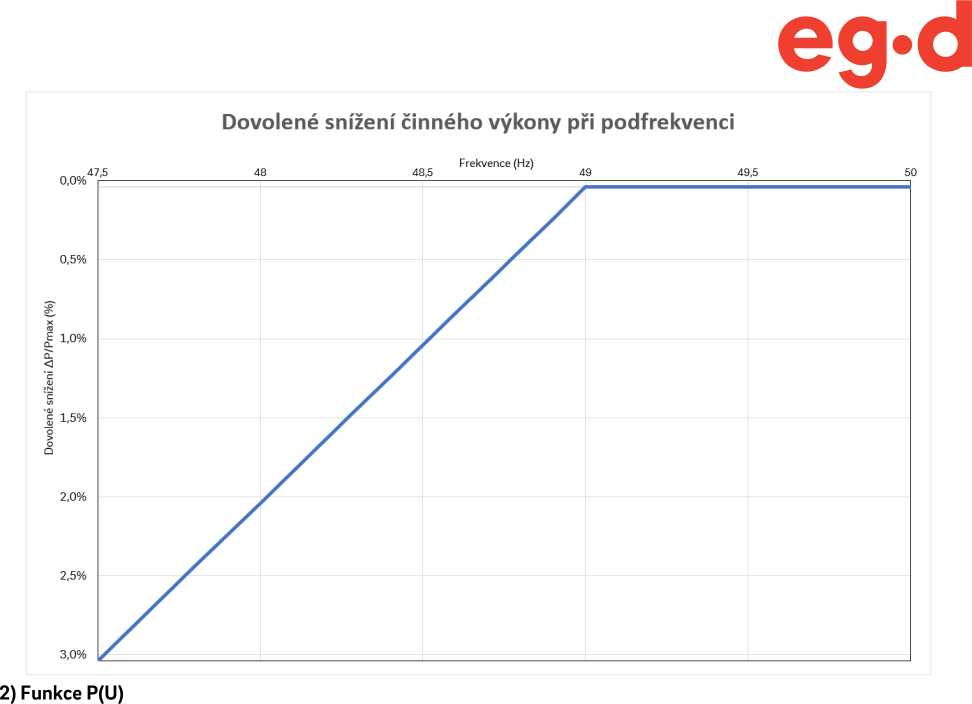 eg·d
Dovolené snížení činného výkony při podfrekvenci
Frekvence (Hz)
47,5 48 48,5 49 49,5 50
0,0%
0,5%
1,0%
1,5%
2,0%
2,5%
3,0%
Dovolené snížení ΔP/Pmax (%)
2) Funkce P(U)